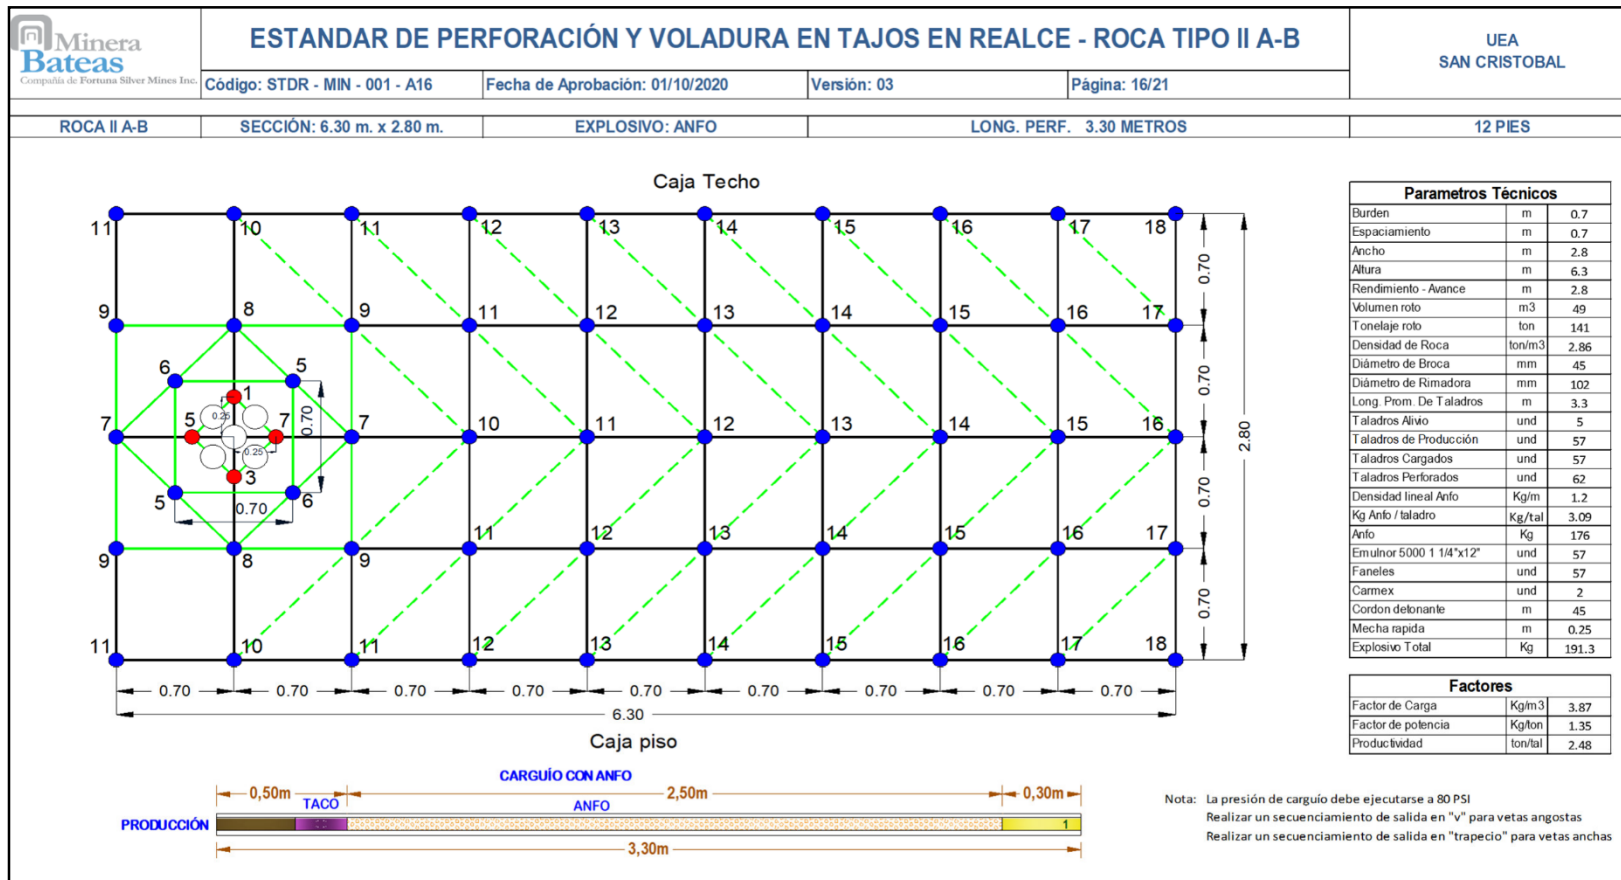 Minera
Bateas
Compañía de Fortuna Silver Mines Inc.
ESTANDAR DE PERFORACIÓN Y VOLADURA EN TAJOS EN REALCE - ROCA TIPO II A-B
UEA
SAN CRISTOBAL
Código: STDR - MIN - 001 - A16 Fecha de Aprobación: 01/10/2020 Versión: 03 Página: 16/21
ROCA II A-B SECCIÓN: 6.30 m. x 2.80 m. EXPLOSIVO: ANFO LONG. PERF. 3.30 METROS 12 PIES
Caja Techo
11 10 11 12 13 14 15 16 17 18
0.70
9 8 9 11 12 13 14 15 16 17
6 5
1
0.25
0.70
0.70
7 5 7 7 10 11 12 13 14 15 16
0.25
2.80
3
0.70
5 0.70 6
9 8 9 11 12 13 14 15 16 17
0.70
11 10 11 12 13 14 15 16 17 18
0.70 0.70 0.70 0.70 0.70 0.70 0.70 0.70 0.70
6.30
Caja piso
Parametros Técnicos
Burden m 0.7
Espaciamiento m 0.7
Ancho m 2.8
Altura m 6.3
Rendimiento - Avance m 2.8
Volumen roto m3 49
Tonelaje roto ton 141
Densidad de Roca ton/m3 2.86
Diámetro de Broca mm 45
Diámetro de Rimadora mm 102
Long. Prom. De Taladros m 3.3
Taladros Alivio und 5
Taladros de Producción und 57
Taladros Cargados und 57
Taladros Perforados und 62
Densidad lineal Anfo Kg/m 1.2
Kg Anfo / taladro Kg/tal 3.09
Anfo Kg 176
Emulnor 5000 1 1/4"x12" und 57
Faneles und 57
Carmex und 2
Cordon detonante m 45
Mecha rapida m 0.25
Explosivo Total Kg 191.3
Factores
Factor de Carga Kg/m3 3.87
Factor de potencia Kg/ton 1.35
Productividad ton/tal 2.48
CARGUÍO CON ANFO
0,50m 2,50m 0,30m
TACO ANFO
PRODUCCIÓN 1
3,30m
Nota: La presión de carguío debe ejecutarse a 80 PSI
Realizar un secuenciamiento de salida en "v" para vetas angostas
Realizar un secuenciamiento de salida en "trapecio" para vetas anchas